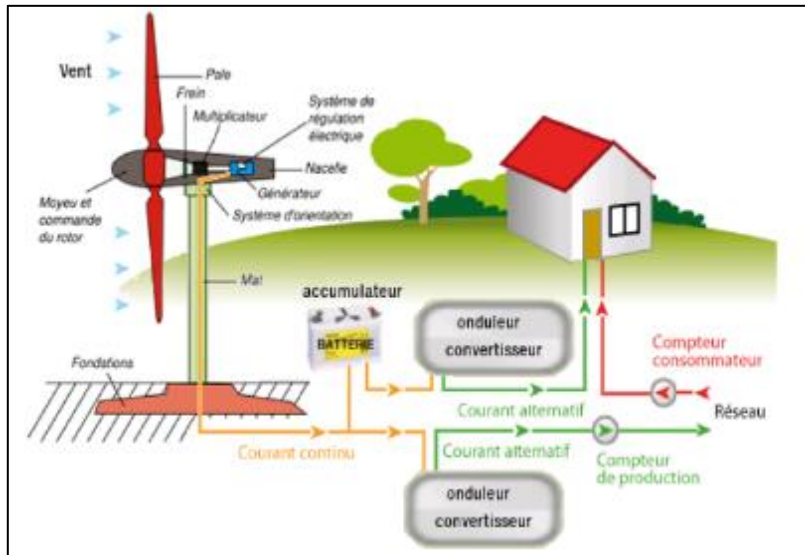 Vent
Pale
Frein
Multiplicateur
Système de
régulation
électrique
Nacelle
Générateur
Système d'orientation
Moyeu et
commande
du rotor
Mat
Fondations
accumulateur
BATTERIE
onduleur
convertisseur
Compteur
consommateur
Réseau
Courant alternatif
Courant continu
Courant alternatif
Compteur
de production
onduleur
convertisseur